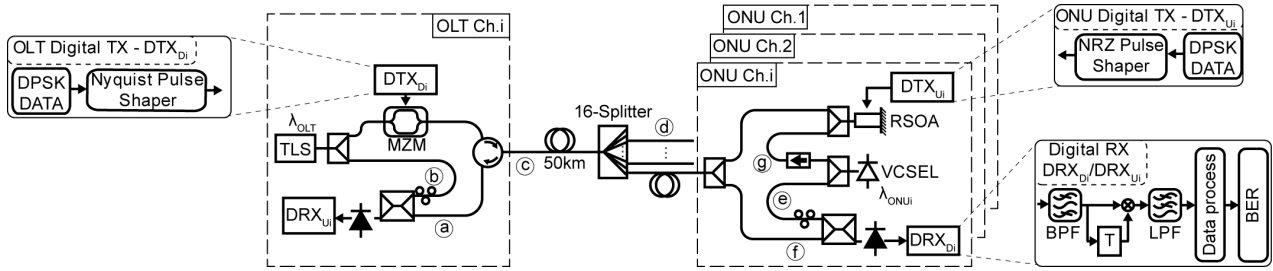 OLT Digital TX - DTX_Di
DPSK
DATA
Nyquist Pulse
Shaper
OLT Ch.i
DTX_Di
λ_OLT
TLS
MZM
ⓑ
DRX_Ui
ⓐ
ⓒ
50km
16-Splitter
ⓓ
ONU Ch.1
ONU Ch.2
ONU Ch.i
DTX_Ui
RSOA
ⓖ
VCSEL
λ_ONUi
ⓔ
ⓕ
DRX_Di
ONU Digital TX - DTX_Ui
NRZ Pulse
Shaper
DPSK
DATA
Digital RX
DRX_Di/DRX_Ui
BPF
T
LPF
Data process
BER